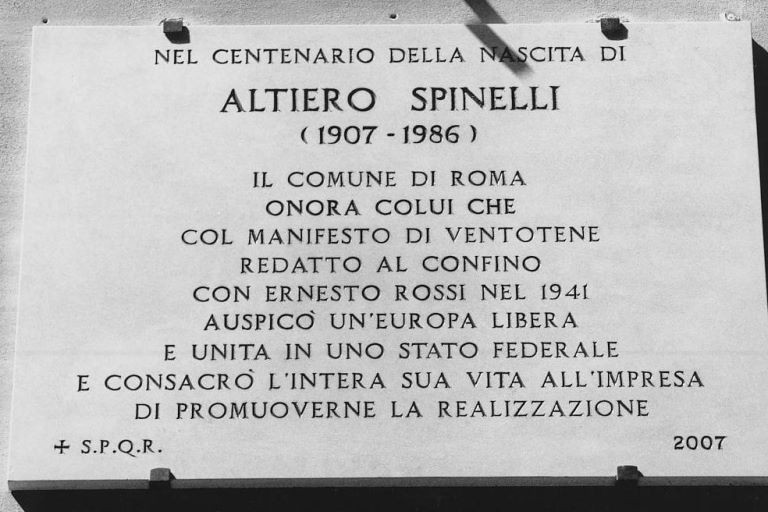 NEL CENTENARIO DELLA NASCITA DI
ALTIERO SPINELLI
(1907 - 1986)
IL COMUNE DI ROMA
ONORA COLUI CHE
COL MANIFESTO DI VENTOTENE
REDATTO AL CONFINO
CON ERNESTO ROSSI NEL 1941
AUSPICÒ UN'EUROPA LIBERA
E UNITA IN UNO STATO FEDERALE
E CONSACRÒ L'INTERA SUA VITA ALL'IMPRESA
DI PROMUOVERNE LA REALIZZAZIONE
+ S.P.Q.R. 2007